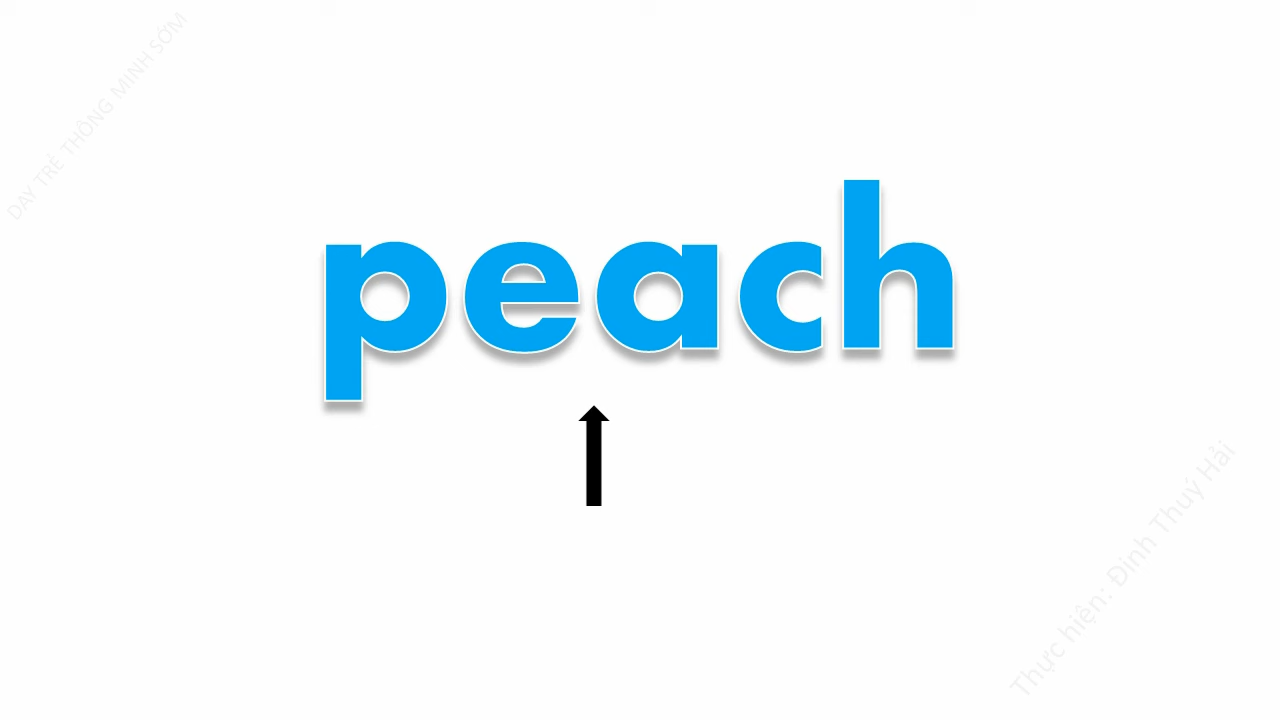 DẠY TRẺ THÔNG MINH SỚM
peach
Thực hiện: Đinh Thuý Hải